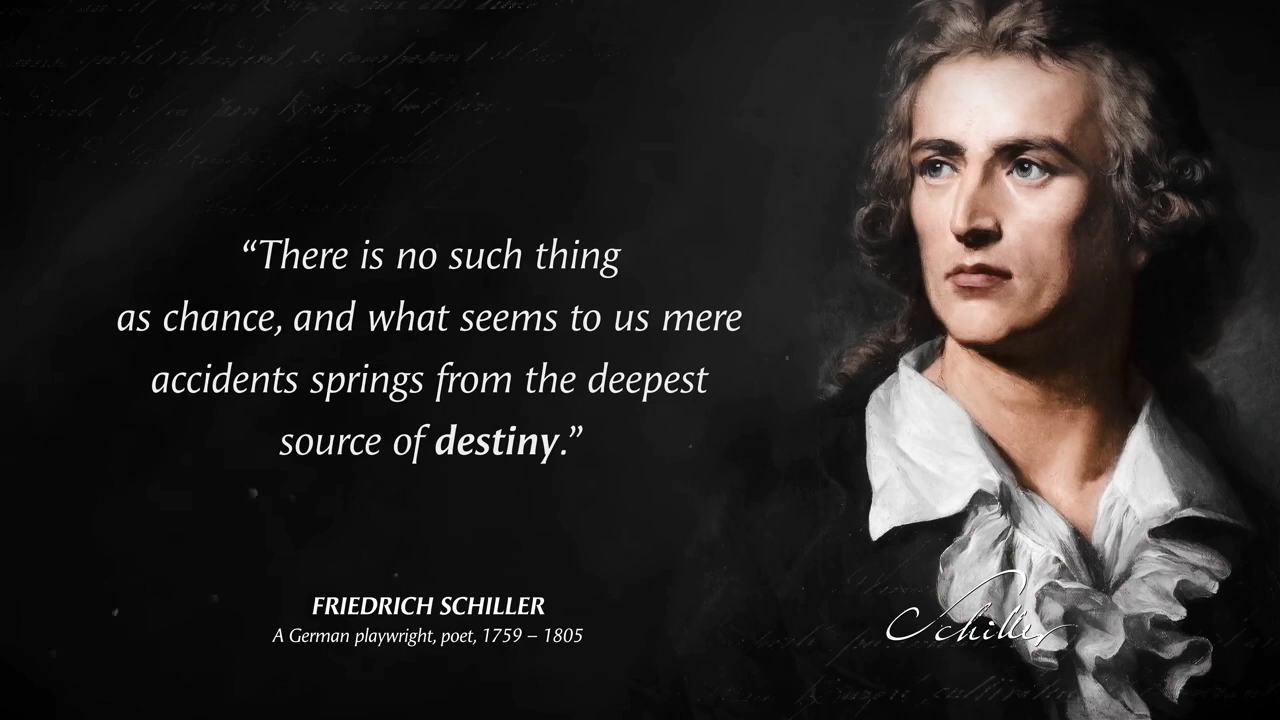 “There is no such thing
as chance, and what seems to us mere
accidents springs from the deepest
source of destiny.”
FRIEDRICH SCHILLER
A German playwright, poet, 1759 – 1805
Schiller